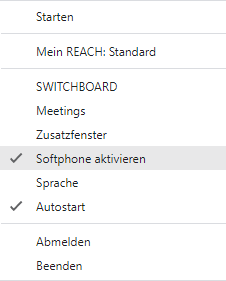 Starten
Mein REACH: Standard
SWITCHBOARD
Meetings
Zusatzfenster
Softphone aktivieren
Sprache
Autostart
Abmelden
Beenden